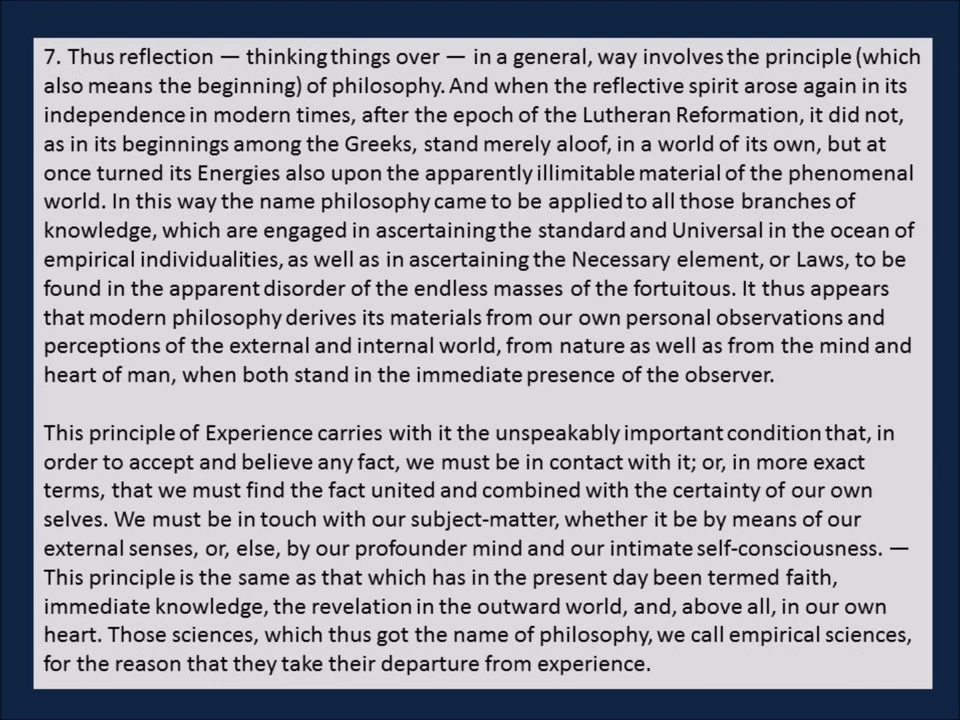 7. Thus reflection — thinking things over — in a general, way involves the principle (which
also means the beginning) of philosophy. And when the reflective spirit arose again in its
independence in modern times, after the epoch of the Lutheran Reformation, it did not,
as in its beginnings among the Greeks, stand merely aloof, in a world of its own, but at
once turned its Energies also upon the apparently illimitable material of the phenomenal
world. In this way the name philosophy came to be applied to all those branches of
knowledge, which are engaged in ascertaining the standard and Universal in the ocean of
empirical individualities, as well as in ascertaining the Necessary element, or Laws, to be
found in the apparent disorder of the endless masses of the fortuitous. It thus appears
that modern philosophy derives its materials from our own personal observations and
perceptions of the external and internal world, from nature as well as from the mind and
heart of man, when both stand in the immediate presence of the observer.
This principle of Experience carries with it the unspeakably important condition that, in
order to accept and believe any fact, we must be in contact with it; or, in more exact
terms, that we must find the fact united and combined with the certainty of our own
selves. We must be in touch with our subject-matter, whether it be by means of our
external senses, or, else, by our profounder mind and our intimate self-consciousness. —
This principle is the same as that which has in the present day been termed faith,
immediate knowledge, the revelation in the outward world, and, above all, in our own
heart. Those sciences, which thus got the name of philosophy, we call empirical sciences,
for the reason that they take their departure from experience.